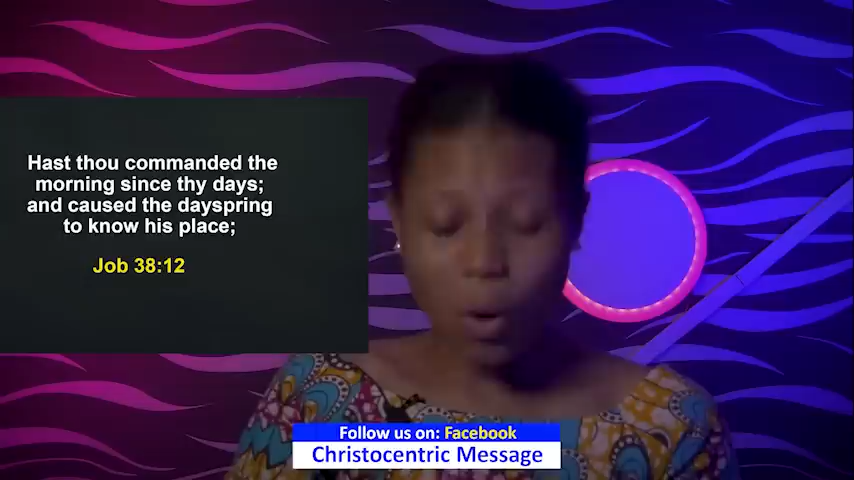 Hast thou commanded the
morning since thy days;
and caused the dayspring
to know his place;
Job 38:12
Follow us on: Facebook
Christocentric Message